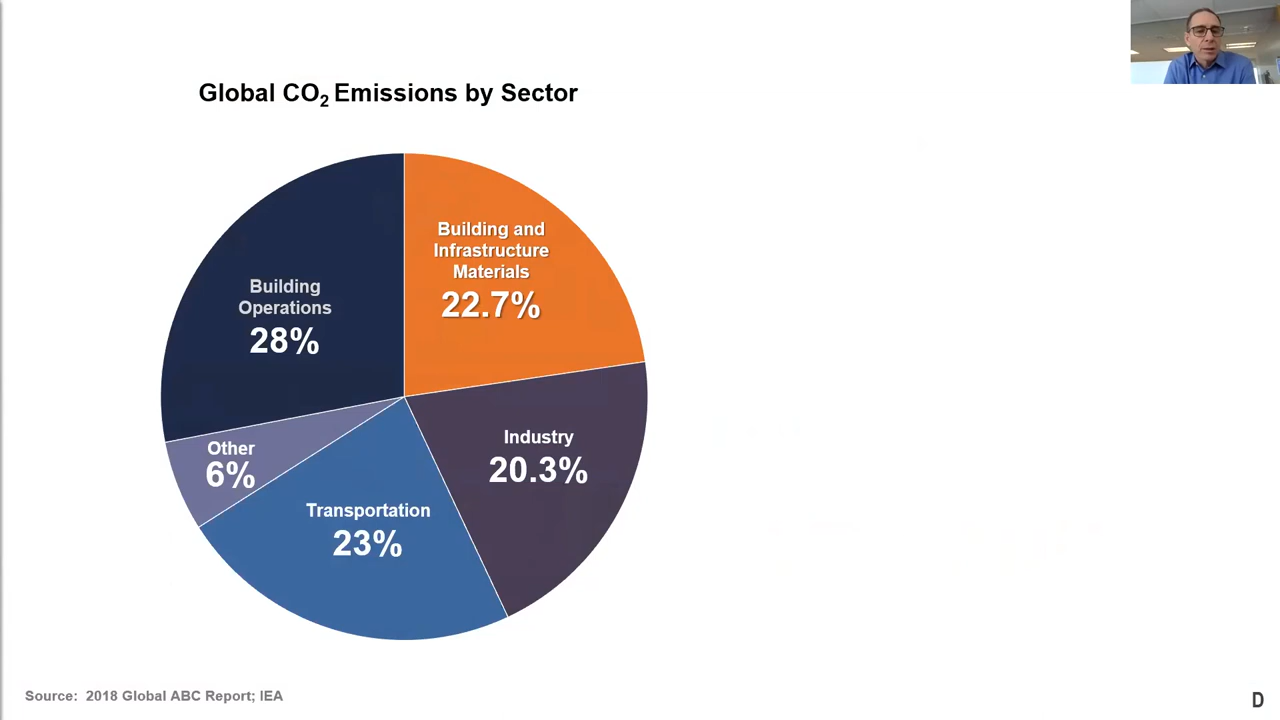 Global CO2 Emissions by Sector
Building and
Infrastructure
Materials
22.7%
Building
Operations
28%
Industry
20.3%
Other
6%
Transportation
23%
Source: 2018 Global ABC Report; IEA
D